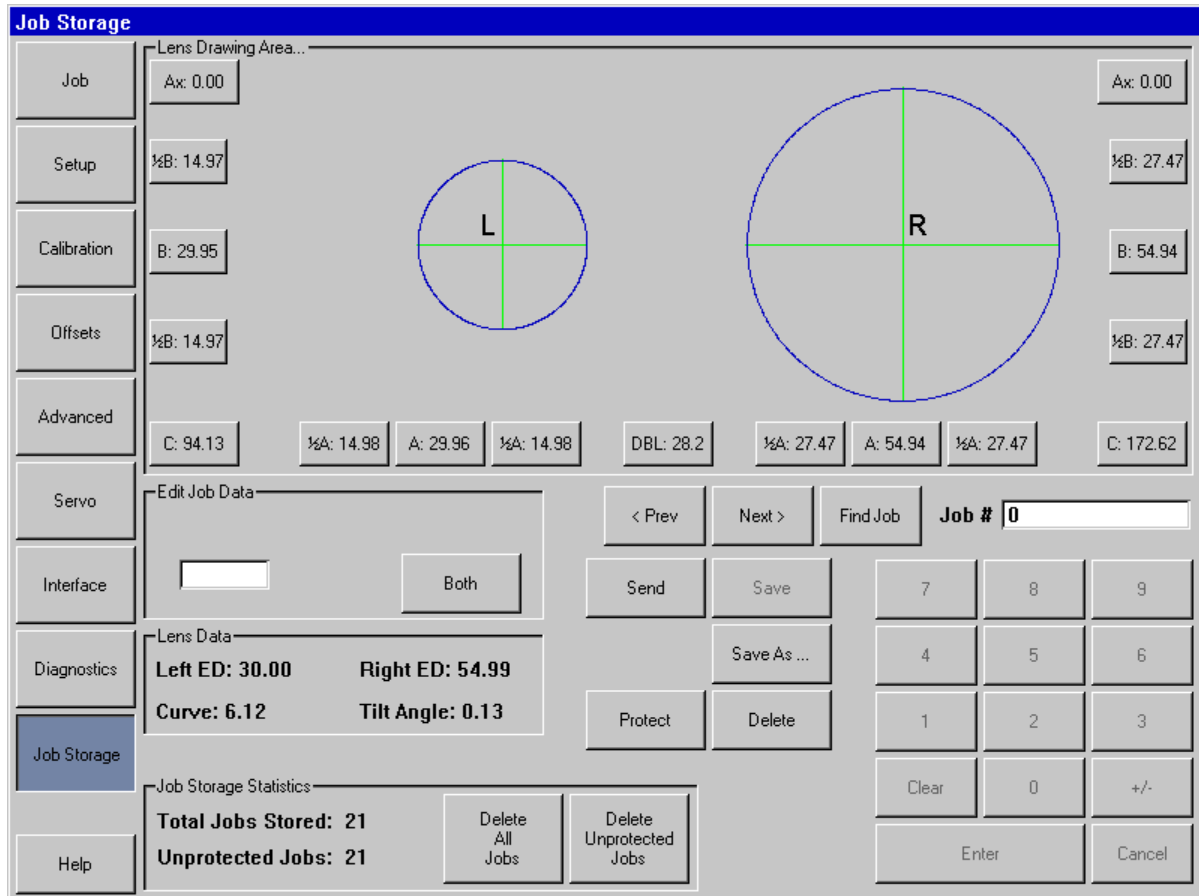 Job Storage
Job
Setup
Calibration
Offsets
Advanced
Servo
Interface
Diagnostics
Job Storage
Help
Lens Drawing Area...
Ax: 0.00
Ax: 0.00
½B: 14.97
½B: 27.47
L
R
B: 29.95
B: 54.94
½B: 14.97
½B: 27.47
C: 94.13
½A: 14.98
A: 29.96
½A: 14.98
DBL: 28.2
½A: 27.47
A: 54.94
½A: 27.47
C: 172.62
Edit Job Data
Both
Lens Data
Left ED: 30.00
Right ED: 54.99
Curve: 6.12
Tilt Angle: 0.13
Job Storage Statistics
Total Jobs Stored: 21
Unprotected Jobs: 21
Delete
All
Jobs
Delete
Unprotected
Jobs
< Prev
Next >
Find Job
Job # 0
Send
Save
Save As ...
Protect
Delete
7
8
9
4
5
6
1
2
3
Clear
0
+/-
Enter
Cancel